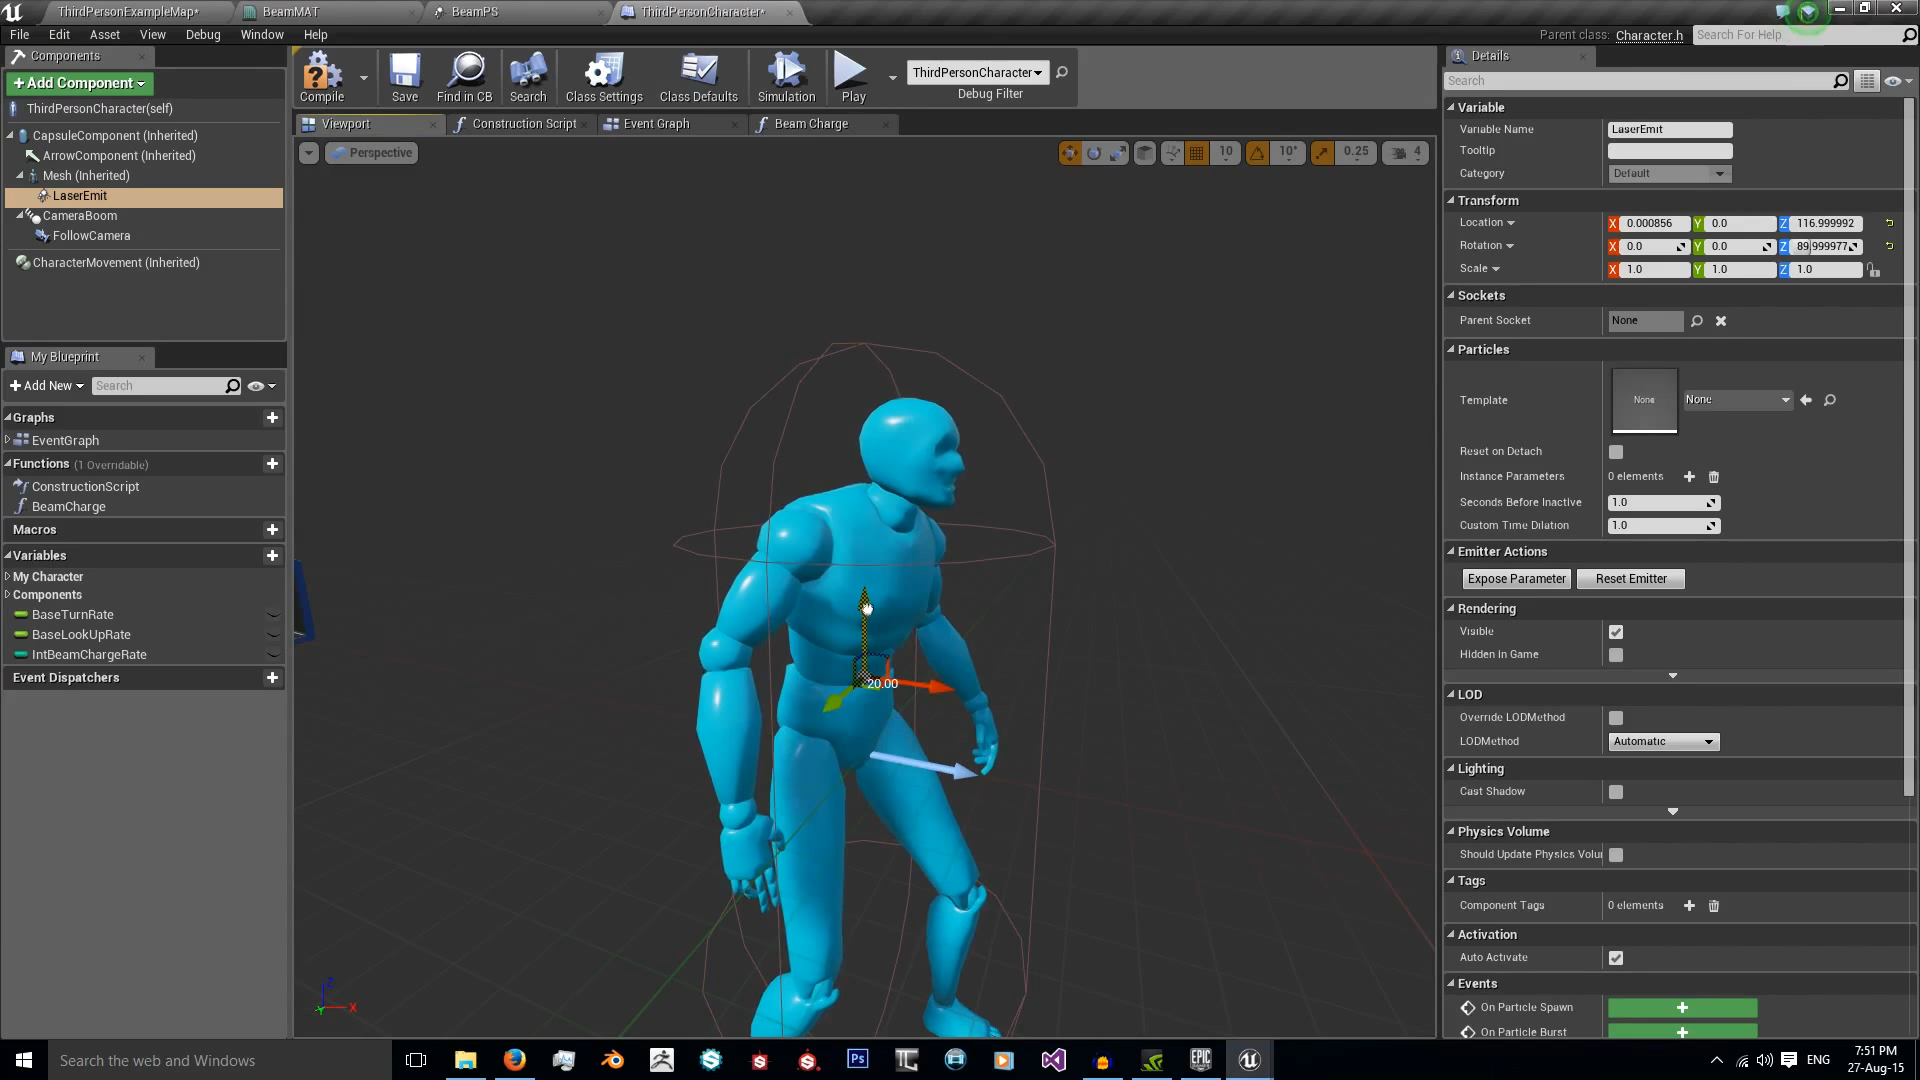 ThirdPersonExampleMap*
BeamMAT
BeamPS
ThirdPersonCharacter*
File Edit Asset View Debug Window Help
Parent class: Character.h
Search For Help
Components
+Add Component
ThirdPersonCharacter(self)
CapsuleComponent (Inherited)
ArrowComponent (Inherited)
Mesh (Inherited)
LaserEmit
CameraBoom
FollowCamera
CharacterMovement (Inherited)
My Blueprint
+Add New
Search
Graphs
EventGraph
Functions (1 Overridable)
ConstructionScript
BeamCharge
Macros
Variables
My Character
Components
BaseTurnRate
BaseLookUpRate
IntBeamChargeRate
Event Dispatchers
Compile
Save
Find in CB
Search
Class Settings
Class Defaults
Simulation
Play
ThirdPersonCharacter
Debug Filter
Viewport
Construction Script
Event Graph
Beam Charge
Perspective
10
10°
0.25
4
20.00
Z
X
Y
Details
Search
Variable
Variable Name LaserEmit
Tooltip
Category Default
Transform
Location X 0.000856 Y 0.0 Z 116.999992
Rotation X 0.0 Y 0.0 Z 89.999977
Scale X 1.0 Y 1.0 Z 1.0
Sockets
Parent Socket None
Particles
Template None None
Reset on Detach
Instance Parameters 0 elements
Seconds Before Inactive 1.0
Custom Time Dilation 1.0
Emitter Actions
Expose Parameter Reset Emitter
Rendering
Visible
Hidden in Game
LOD
Override LODMethod
LODMethod Automatic
Lighting
Cast Shadow
Physics Volume
Should Update Physics Volu
Tags
Component Tags 0 elements
Activation
Auto Activate
Events
On Particle Spawn
On Particle Burst
Search the web and Windows
Ps
EPIC GAMES
ENG
7:51 PM
27-Aug-15